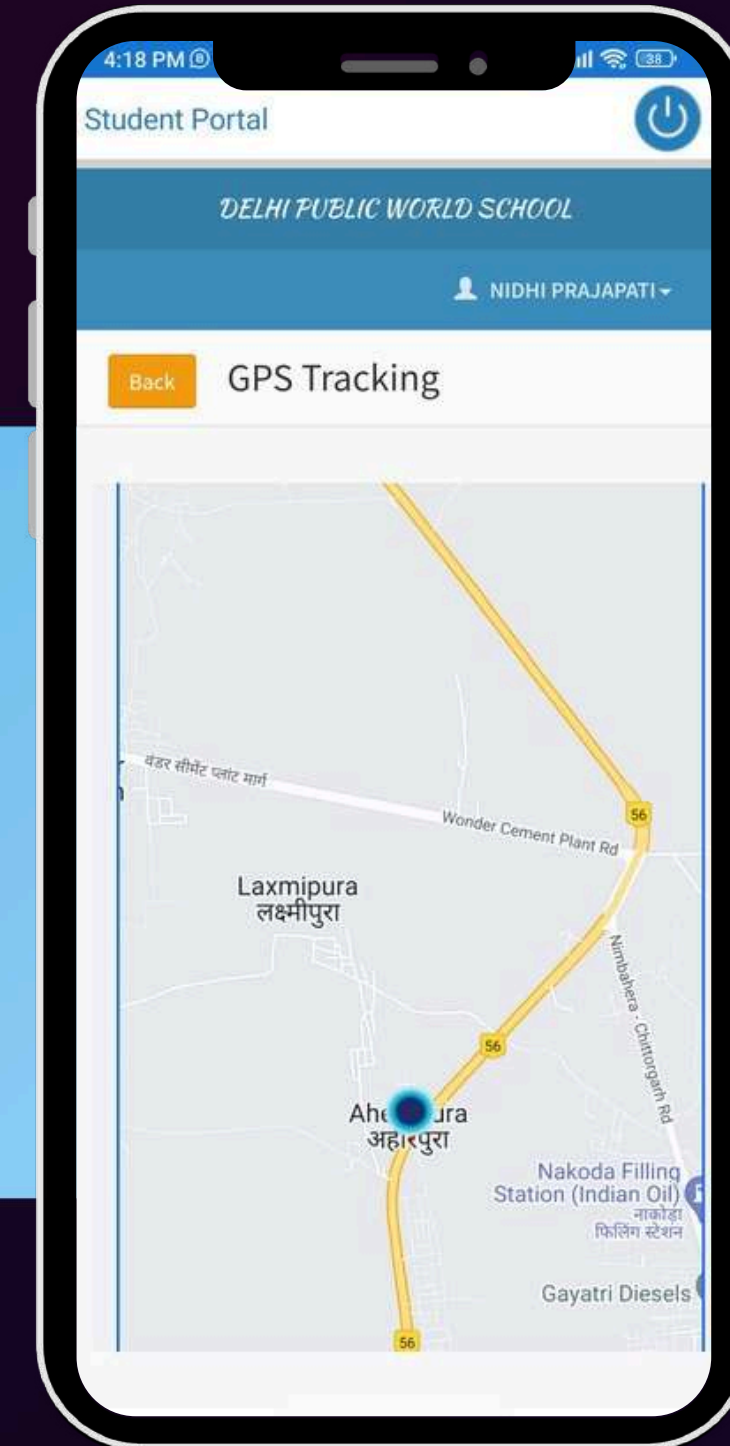 4:18 PM
38
Student Portal
DELHI PUBLIC WORLD SCHOOL
NIDHI PRAJAPATI
Back
GPS Tracking
56
वंडर सीमेंट प्लांट मार्ग
Wonder Cement Plant Rd
Laxmipura
लक्ष्मीपुरा
Nimbahera - Chittorgarh Rd
56
Nakoda Filling
Station (Indian Oil)
नाकोड़ा
फिलिंग स्टेशन
Gayatri Diesels
56